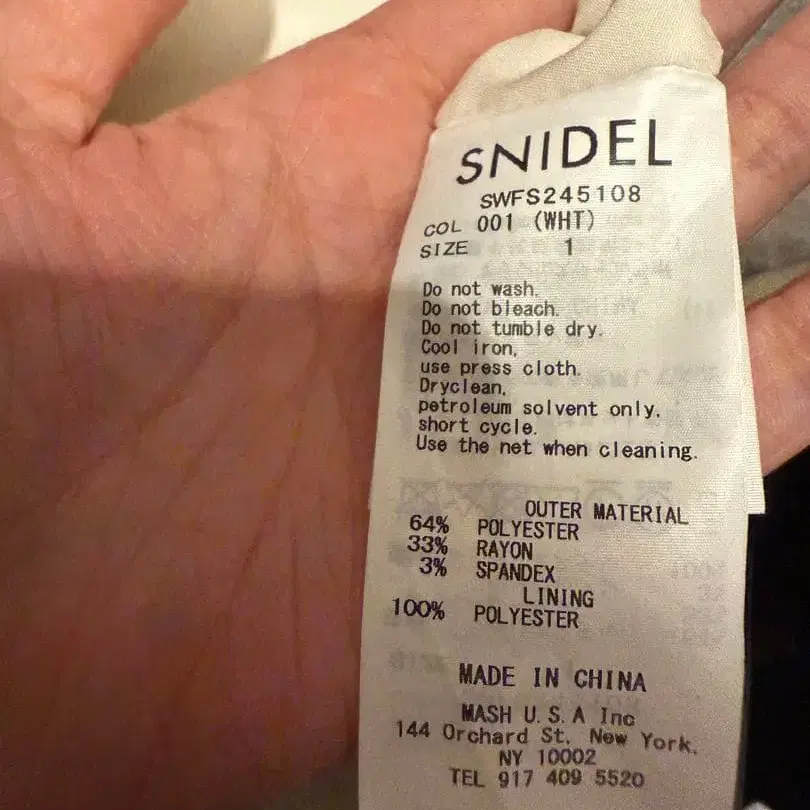 SNIDEL
SWFS245108
COL 001 (WHT)
SIZE 1
Do not wash.
Do not bleach.
Do not tumble dry.
Cool iron,
use press cloth.
Dryclean,
petroleum solvent only,
short cycle.
Use the net when cleaning.
OUTER MATERIAL
64% POLYESTER
33% RAYON
3% SPANDEX
LINING
100% POLYESTER
MADE IN CHINA
MASH U.S.A Inc
144 Orchard St, New York,
NY 10002
TEL 917 409 5520